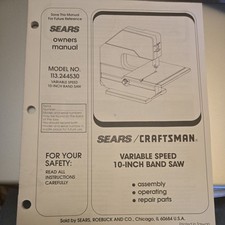 Save This Manual
For Future Reference
SEARS
owners
manual
MODEL NO.
113.244530
VARIABLE SPEED
10-INCH BAND SAW
FOR YOUR
SAFETY:
READ ALL
INSTRUCTIONS
CAREFULLY
SEARS / CRAFTSMAN
VARIABLE SPEED
10-INCH BAND SAW
• assembly
• operating
• repair parts
Sold by SEARS, ROEBUCK AND CO., Chicago, IL 60684 U.S.A.